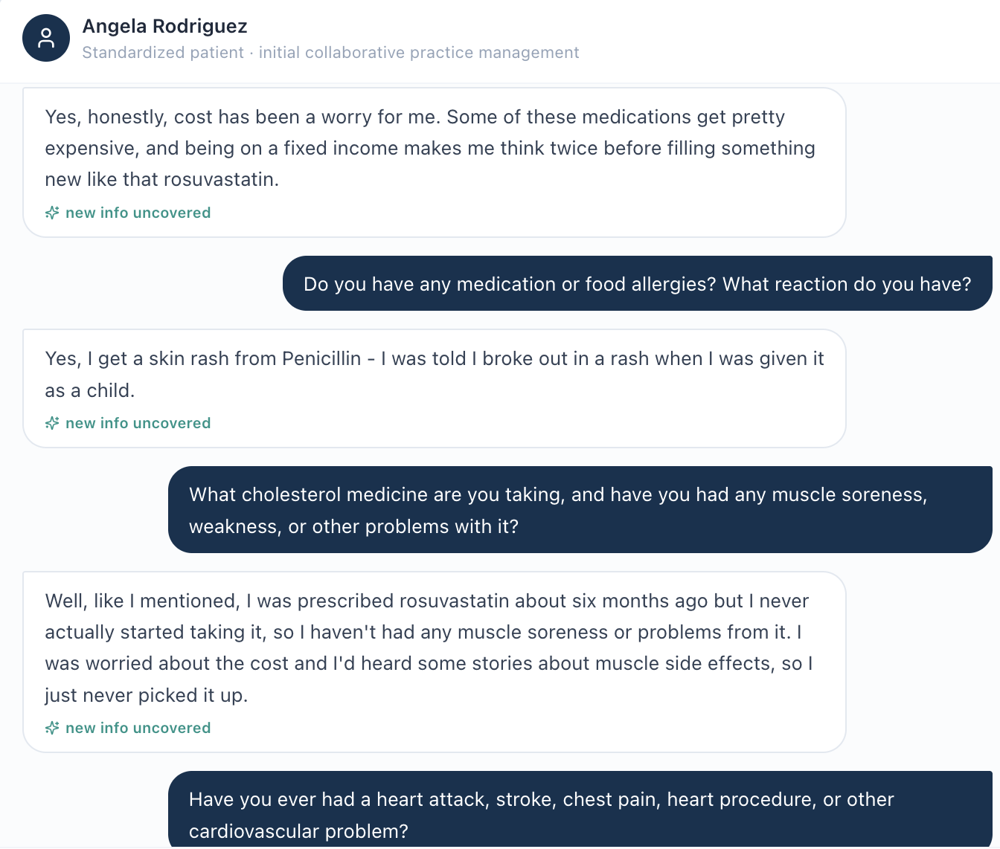 Angela Rodriguez
Standardized patient · initial collaborative practice management
Yes, honestly, cost has been a worry for me. Some of these medications get pretty
expensive, and being on a fixed income makes me think twice before filling something
new like that rosuvastatin.
new info uncovered
Do you have any medication or food allergies? What reaction do you have?
Yes, I get a skin rash from Penicillin - I was told I broke out in a rash when I was given it
as a child.
new info uncovered
What cholesterol medicine are you taking, and have you had any muscle soreness,
weakness, or other problems with it?
Well, like I mentioned, I was prescribed rosuvastatin about six months ago but I never
actually started taking it, so I haven't had any muscle soreness or problems from it. I
was worried about the cost and I'd heard some stories about muscle side effects, so I
just never picked it up.
new info uncovered
Have you ever had a heart attack, stroke, chest pain, heart procedure, or other
cardiovascular problem?